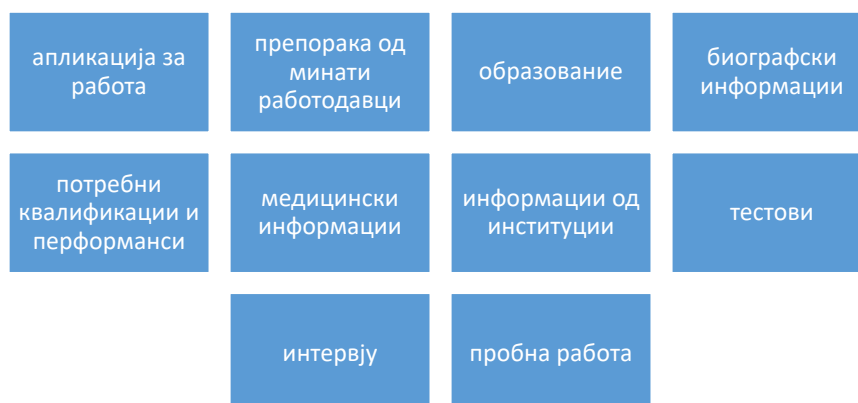 апликација за
работа
препорака од
минати
работодавци
образование
биографски
информации
потребни
квалификации и
перформанси
медицински
информации
информации од
институции
тестови
интервју
пробна работа